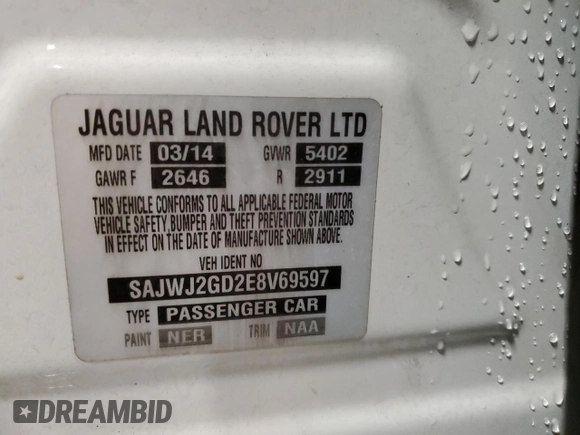 JAGUAR LAND ROVER LTD
MFD DATE 03/14 GVWR 5402
GAWR F 2646 R 2911
THIS VEHICLE CONFORMS TO ALL APPLICABLE FEDERAL MOTOR
VEHICLE SAFETY, BUMPER AND THEFT PREVENTION STANDARDS
IN EFFECT ON THE DATE OF MANUFACTURE SHOWN ABOVE.
VEH IDENT NO
SAJWJ2GD2E8V69597
TYPE PASSENGER CAR
PAINT NER TRIM NAA
DREAMBID